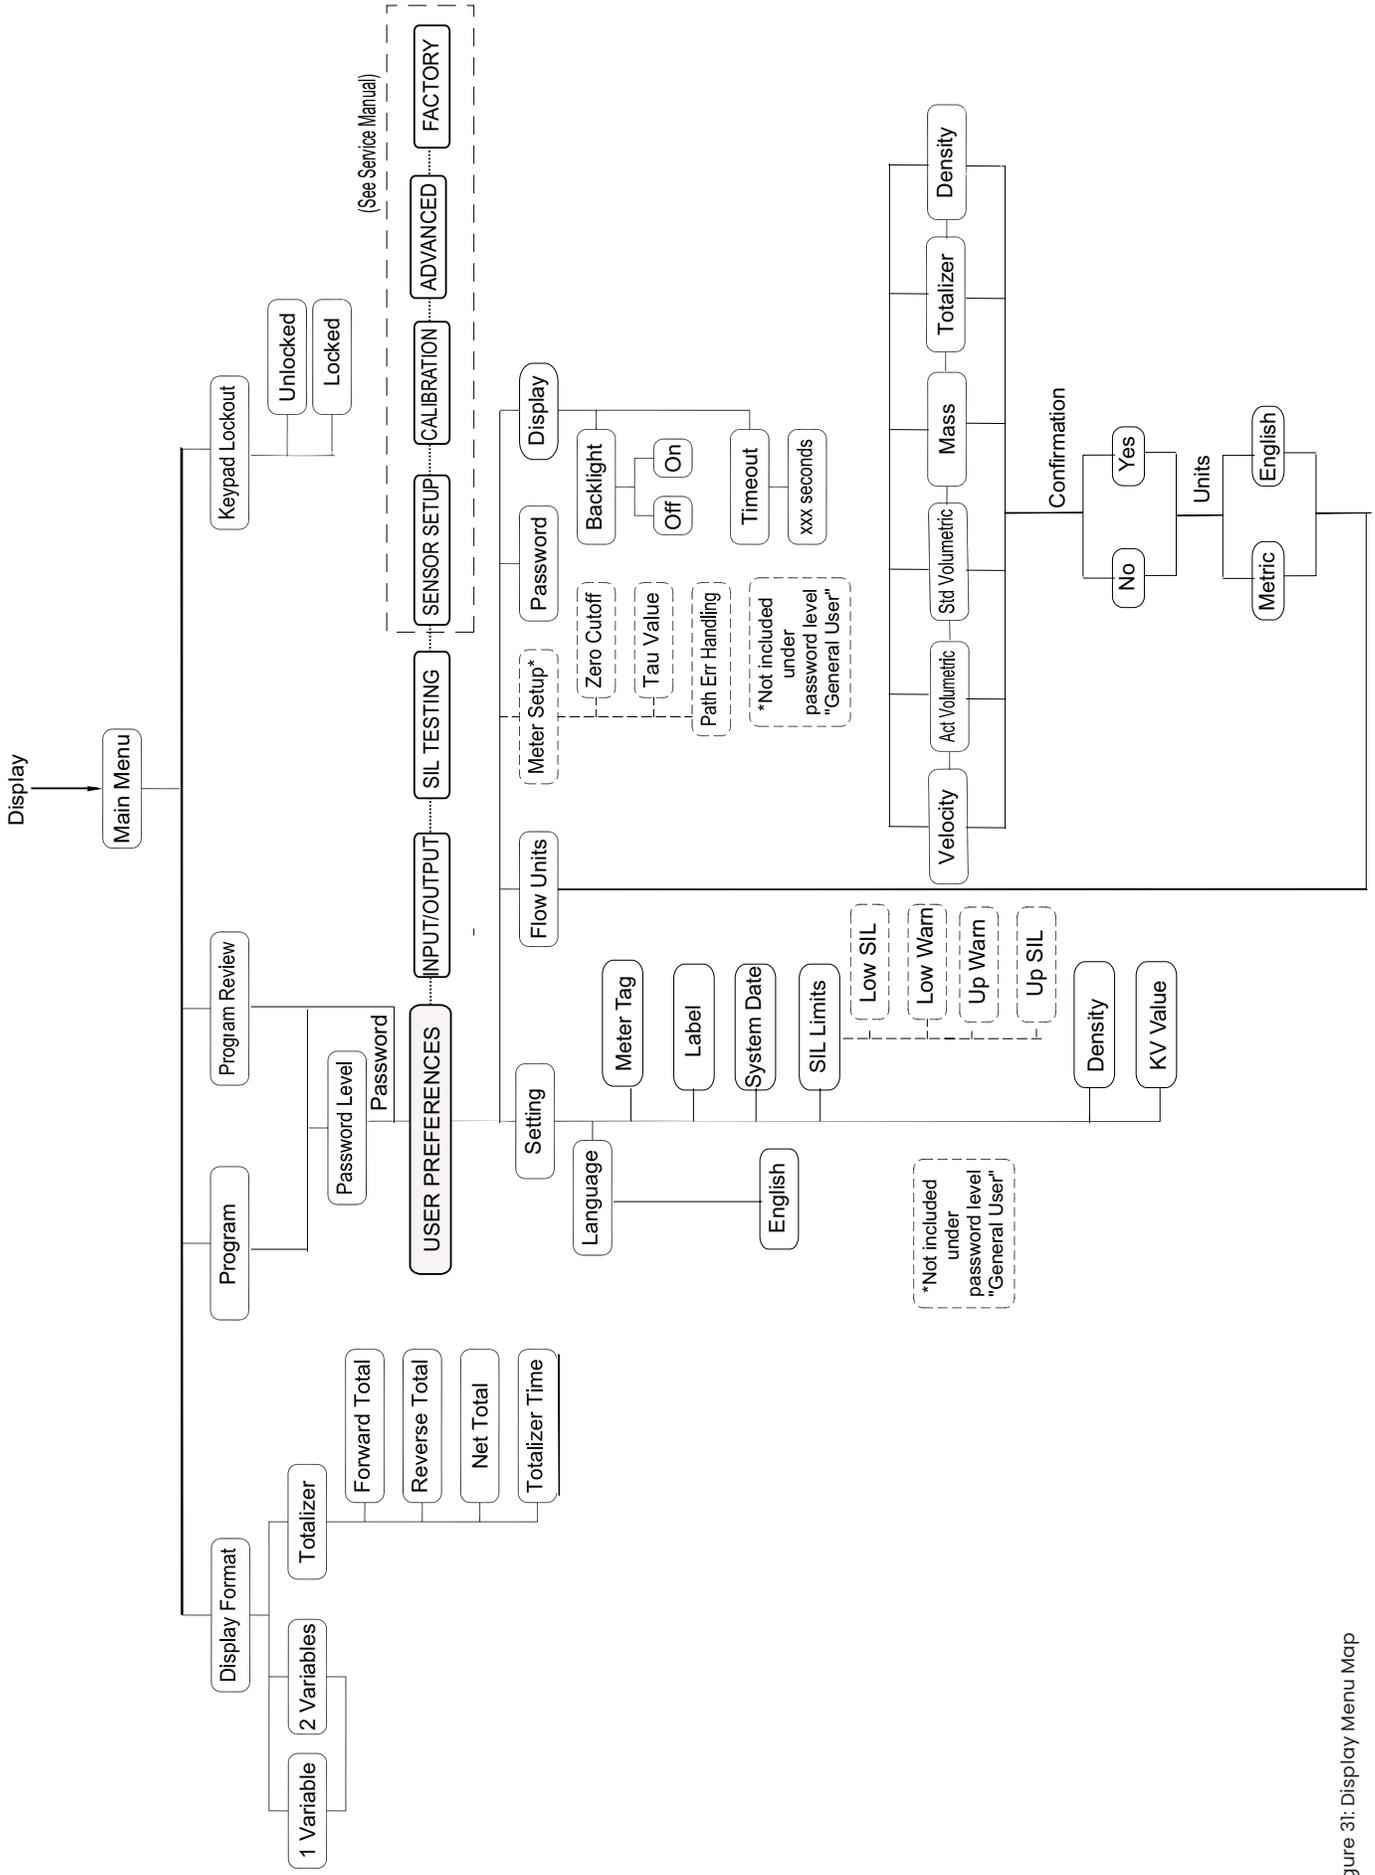 Display
Main Menu
Display Format
Program
Program Review
Keypad Lockout
1 Variable
2 Variables
Totalizer
Forward Total
Reverse Total
Net Total
Totalizer Time
Unlocked
Locked
Password Level
Password
(See Service Manual)
USER PREFERENCES
INPUT/OUTPUT
SIL TESTING
SENSOR SETUP
CALIBRATION
ADVANCED
FACTORY
Setting
Flow Units
Meter Setup*
Password
Display
Language
English
Meter Tag
Label
System Date
SIL Limits
Low SIL
Low Warn
Up Warn
Up SIL
Density
KV Value
*Not included
under
password level
"General User"
Zero Cutoff
Tau Value
Path Err Handling
*Not included
under
password level
"General User"
Backlight
Off
On
Timeout
xxx seconds
Velocity
Act Volumetric
Std Volumetric
Mass
Totalizer
Density
Confirmation
No
Yes
Units
Metric
English
gure 31: Display Menu Map